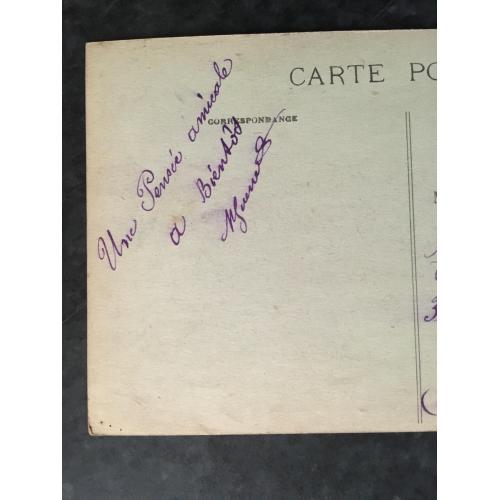 CARTE PO
CORRESPONDANCE
Une Pensée amicale
a Bientôt